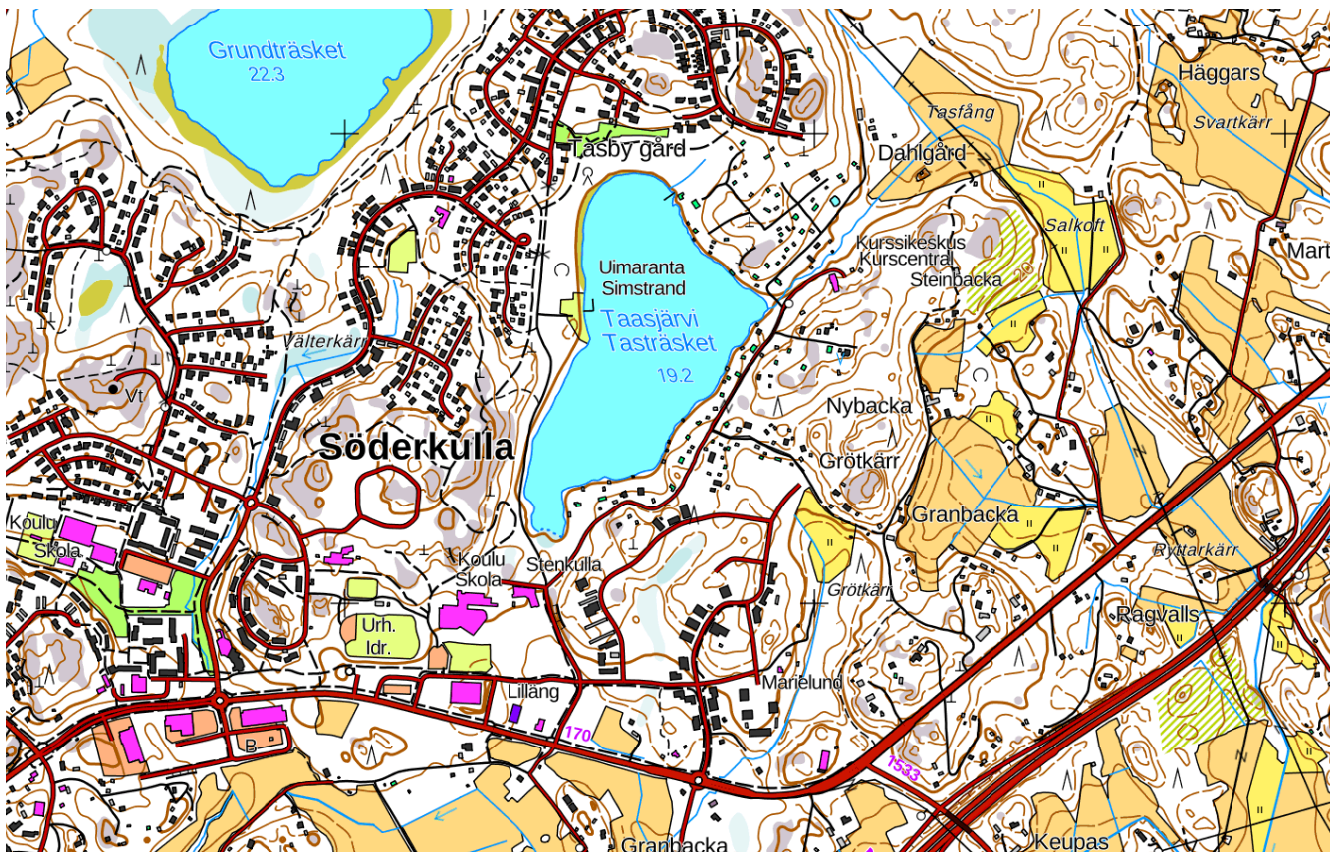 Grundträsket
22.3
Häggars
Tasfång
Svartkärr
Tasby gård
Dahlgård
Salkoft
Kurssikeskus
Kurscentral
Steinbacka
20
Mart
Uimaranta
Simstrand
Taasjärvi
Tasträsket
19.2
Välterkärr
Vt
Nybacka
Söderkulla
Grötkärr
Granbacka
Koulu
Skola
Ryttarkärr
Koulu
Skola
Stenkulla
Grötkärr
Urh.
Idr.
Ragvalls
Lilläng
Marielund
170
P
1533
Granbacka
Keupas